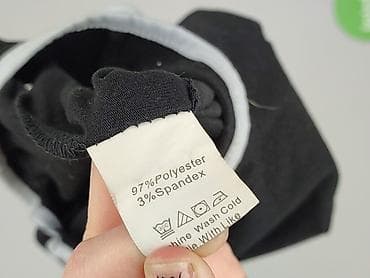 97%Polyester
3%Spandex
Wash Cold
With Like